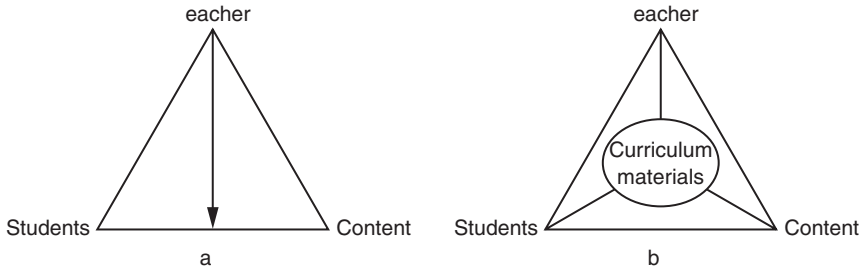 eacher
eacher
Curriculum
materials
Students
Content
Students
Content
a
b